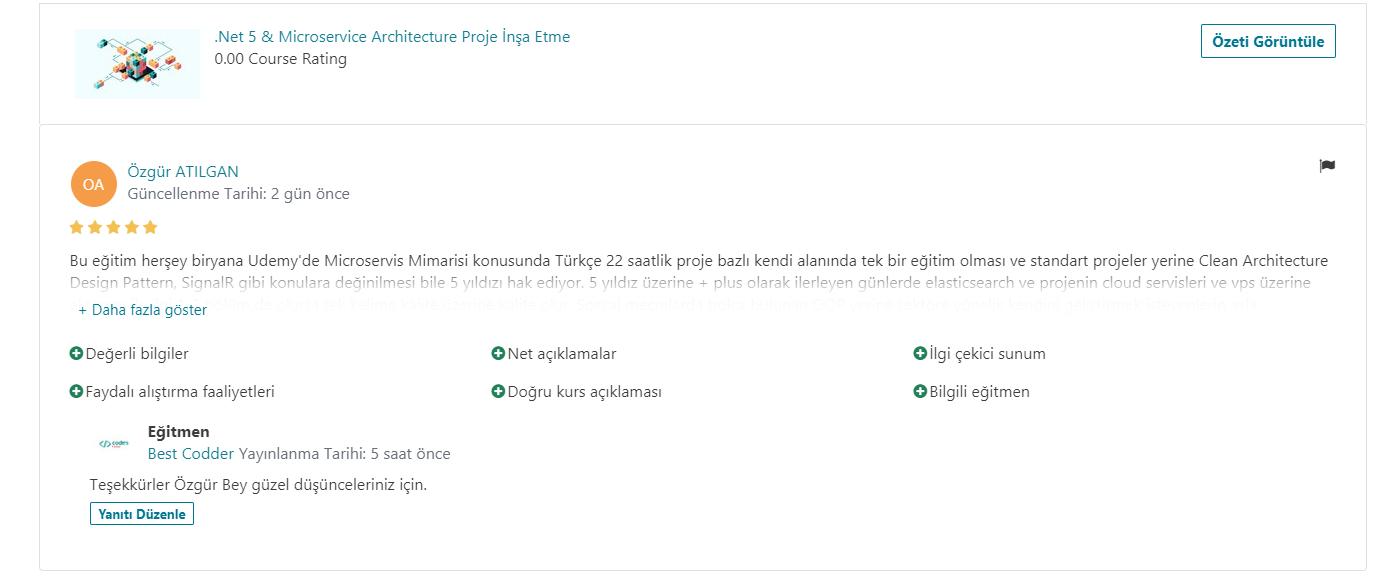 .Net 5 & Microservice Architecture Proje İnşa Etme
0.00 Course Rating
Özeti Görüntüle
OA
Özgür ATILGAN
Güncellenme Tarihi: 2 gün önce
Bu eğitim herşey biryana Udemy'de Microservis Mimarisi konusunda Türkçe 22 saatlik proje bazlı kendi alanında tek bir eğitim olması ve standart projeler yerine Clean Architecture
Design Pattern, SignalR gibi konulara değinilmesi bile 5 yıldızı hak ediyor. 5 yıldız üzerine + plus olarak ilerleyen günlerde elasticsearch ve projenin cloud servisleri ve vps üzerine
+ Daha fazla göster
Değerli bilgiler
Net açıklamalar
İlgi çekici sunum
Faydalı alıştırma faaliyetleri
Doğru kurs açıklaması
Bilgili eğitmen
</> codes
Eğitmen
Best Codder Yayınlanma Tarihi: 5 saat önce
Teşekkürler Özgür Bey güzel düşünceleriniz için.
Yanıtı Düzenle